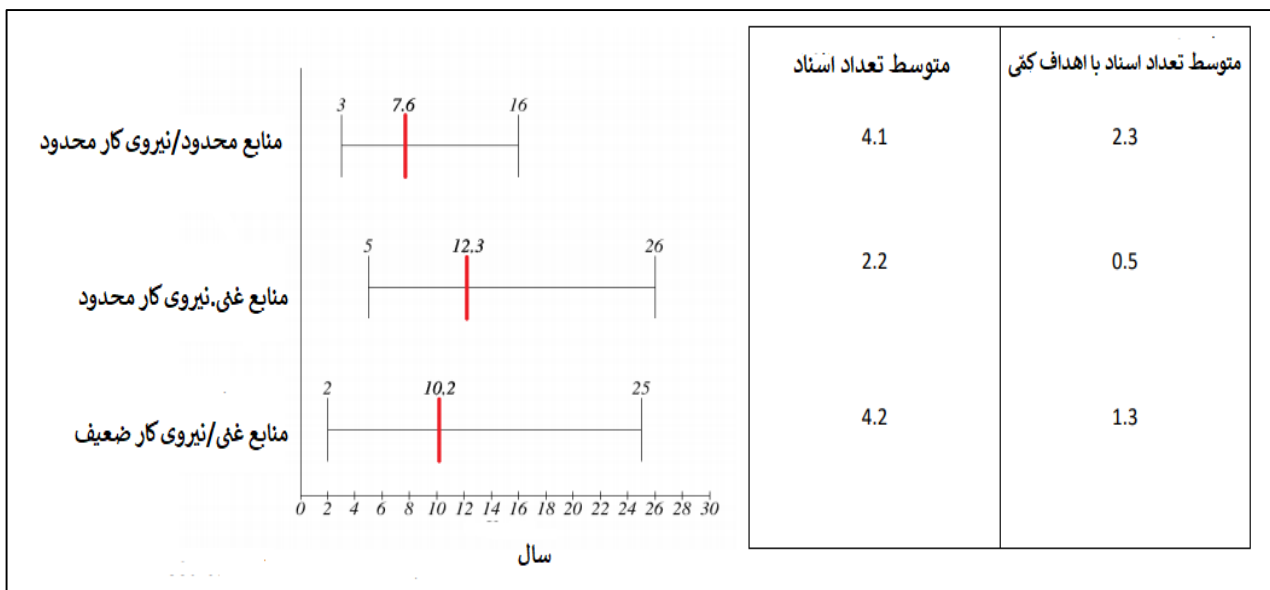 متوسط تعداد اسناد
متوسط تعداد اسناد با اهداف کمّی
منابع محدود/نیروی کار محدود
3 7.6 16
4.1 2.3
منابع غنی.نیروی کار محدود
5 12.3 26
2.2 0.5
منابع غنی/نیروی کار ضعیف
2 10.2 25
4.2 1.3
0 2 4 6 8 10 12 14 16 18 20 22 24 26 28 30
سال